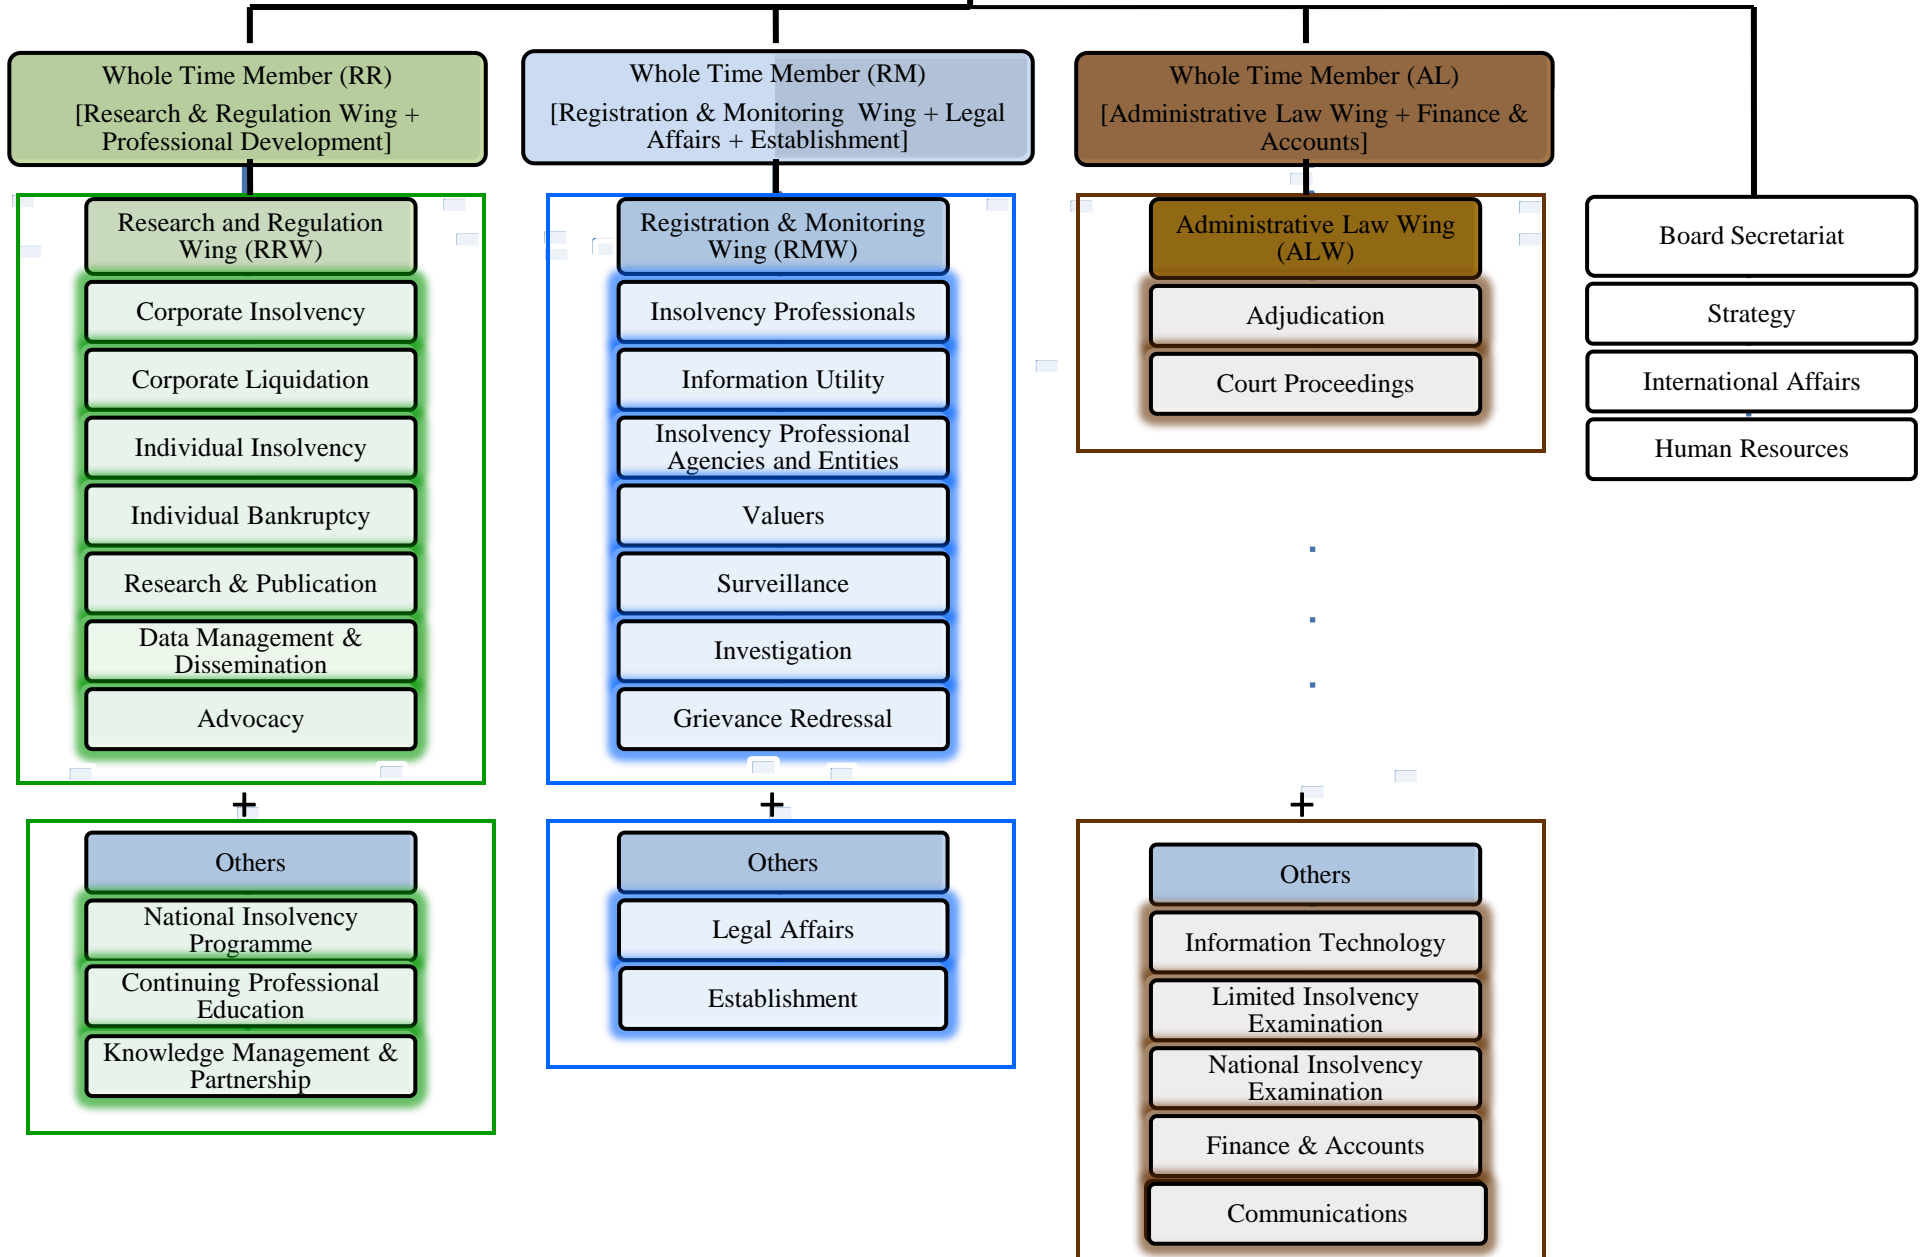 Whole Time Member (RR)
[Research & Regulation Wing +
Professional Development]
Whole Time Member (RM)
[Registration & Monitoring Wing + Legal
Affairs + Establishment]
Whole Time Member (AL)
[Administrative Law Wing + Finance &
Accounts]
Research and Regulation
Wing (RRW)
Corporate Insolvency
Corporate Liquidation
Individual Insolvency
Individual Bankruptcy
Research & Publication
Data Management &
Dissemination
Advocacy
+
Others
National Insolvency
Programme
Continuing Professional
Education
Knowledge Management &
Partnership
Registration & Monitoring
Wing (RMW)
Insolvency Professionals
Information Utility
Insolvency Professional
Agencies and Entities
Valuers
Surveillance
Investigation
Grievance Redressal
+
Others
Legal Affairs
Establishment
Administrative Law Wing
(ALW)
Adjudication
Court Proceedings
+
Others
Information Technology
Limited Insolvency
Examination
National Insolvency
Examination
Finance & Accounts
Communications
Board Secretariat
Strategy
International Affairs
Human Resources